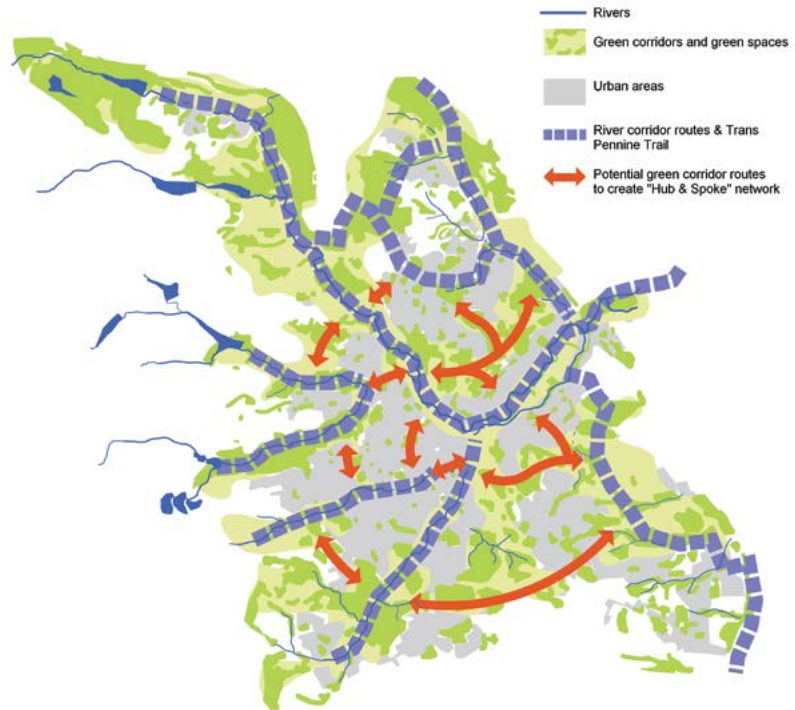 Rivers
Green corridors and green spaces
Urban areas
River corridor routes & Trans
Pennine Trail
Potential green corridor routes
to create "Hub & Spoke" network